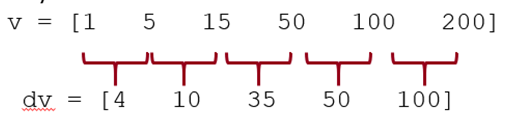 v = [1 5 15 50 100 200]
dv = [4 10 35 50 100]